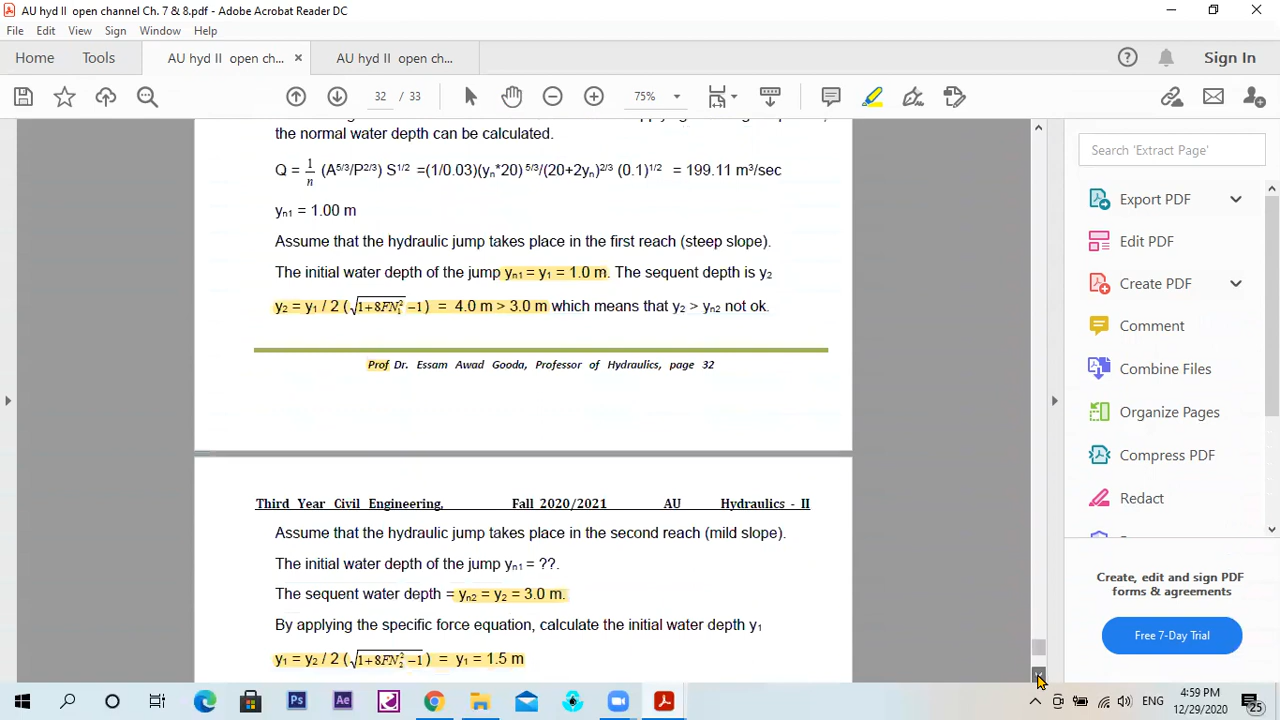 AU hyd II  open channel Ch. 7 & 8.pdf - Adobe Acrobat Reader DC
File Edit View Sign Window Help
Home Tools AU hyd II  open ch... × AU hyd II  open ch... Sign In
32 / 33 75%
the normal water depth can be calculated.
Q = 1/n (A^5/3/P^2/3) S^1/2 =(1/0.03)(yn*20)^5/3/(20+2yn)^2/3 (0.1)^1/2 = 199.11 m³/sec
yn1 = 1.00 m
Assume that the hydraulic jump takes place in the first reach (steep slope).
The initial water depth of the jump yn1 = y1 = 1.0 m. The sequent depth is y2
y2 = y1 / 2 (√1+8FN1² −1) = 4.0 m > 3.0 m which means that y2 > yn2 not ok.
Prof Dr. Essam Awad Gooda, Professor of Hydraulics, page 32
Third Year Civil Engineering, Fall 2020/2021 AU Hydraulics - II
Assume that the hydraulic jump takes place in the second reach (mild slope).
The initial water depth of the jump yn1 = ??.
The sequent water depth = yn2 = y2 = 3.0 m.
By applying the specific force equation, calculate the initial water depth y1
y1 = y2 / 2 (√1+8FN2² −1) = y1 = 1.5 m
Search 'Extract Page'
Export PDF
Edit PDF
Create PDF
Comment
Combine Files
Organize Pages
Compress PDF
Redact
Create, edit and sign PDF
forms & agreements
Free 7-Day Trial
Ps Ae ENG 4:59 PM
12/29/2020 25